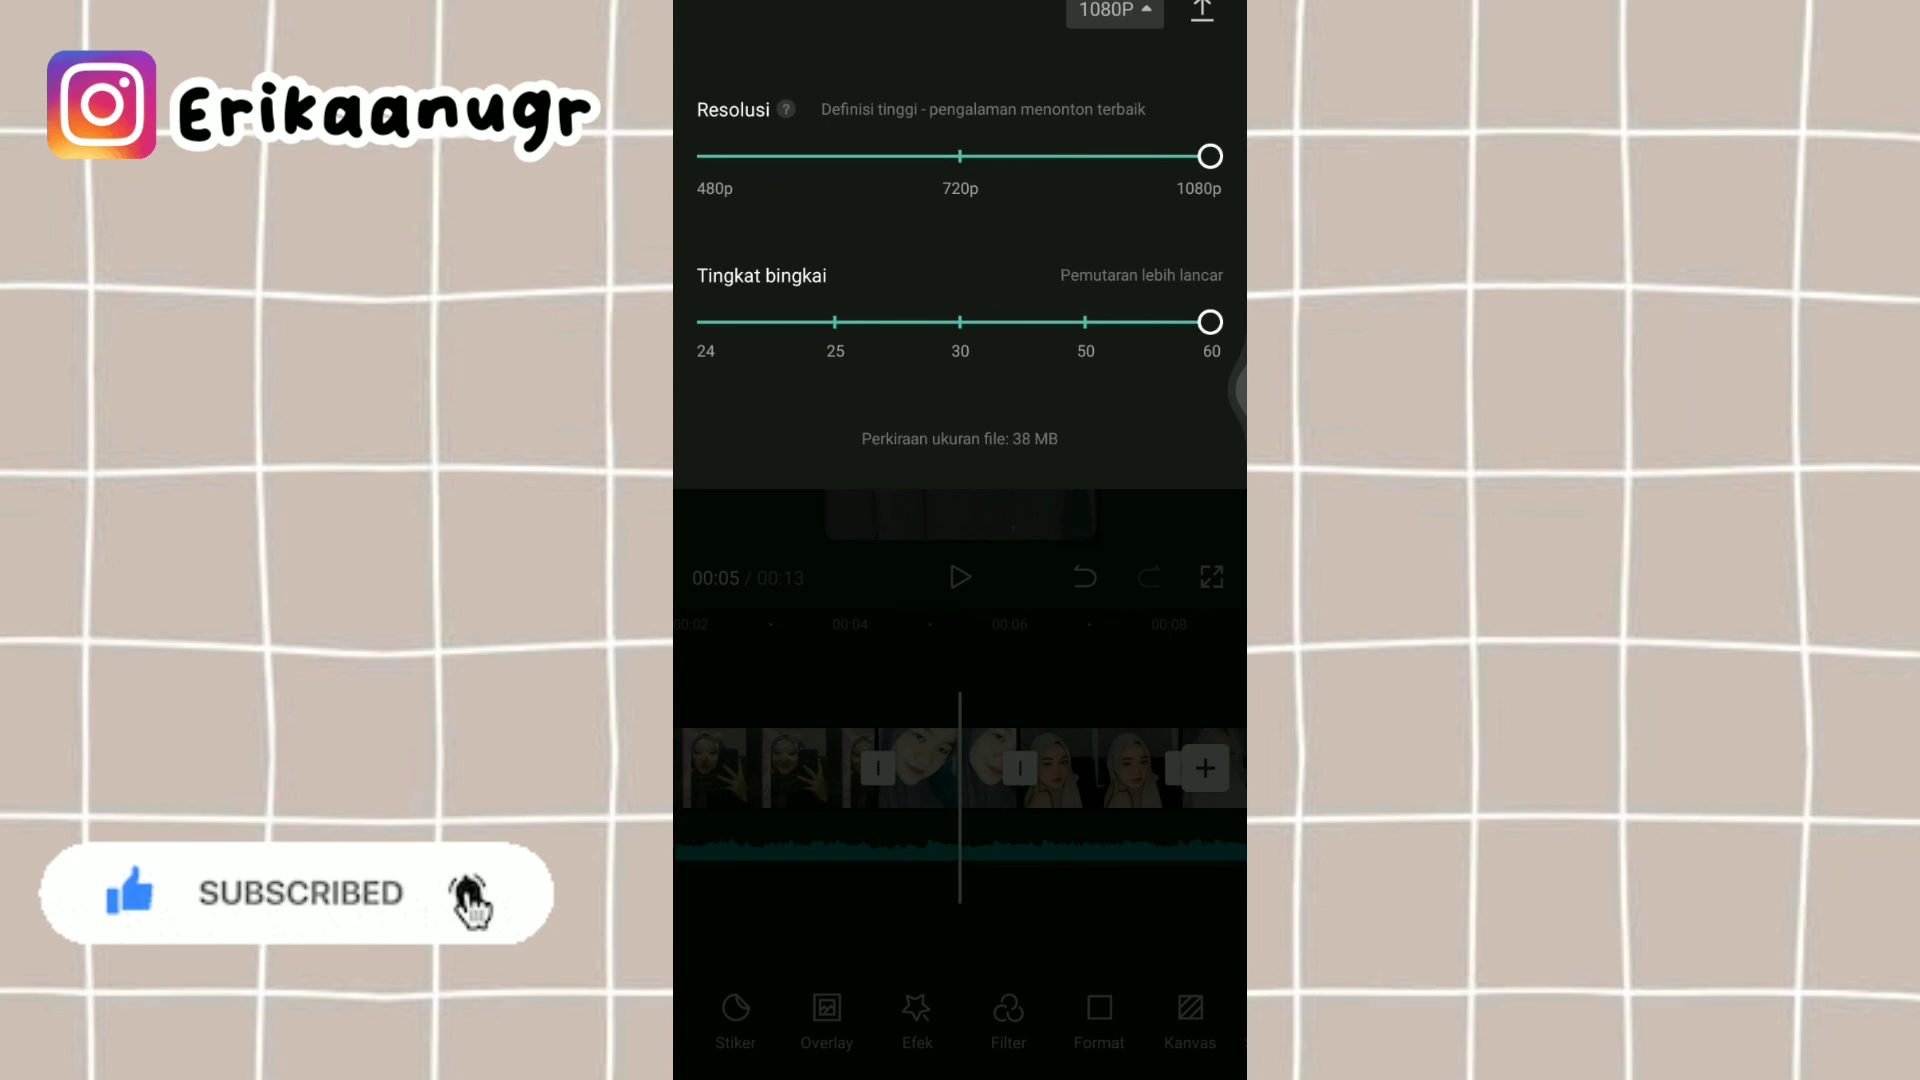 Erikaanugr
1080P
Resolusi ? Definisi tinggi - pengalaman menonton terbaik
480p 720p 1080p
Tingkat bingkai Pemutaran lebih lancar
24 25 30 50 60
Perkiraan ukuran file: 38 MB
00:05 / 00:13
00:02 00:04 00:06 00:08
SUBSCRIBED
Stiker Overlay Efek Filter Format Kanvas